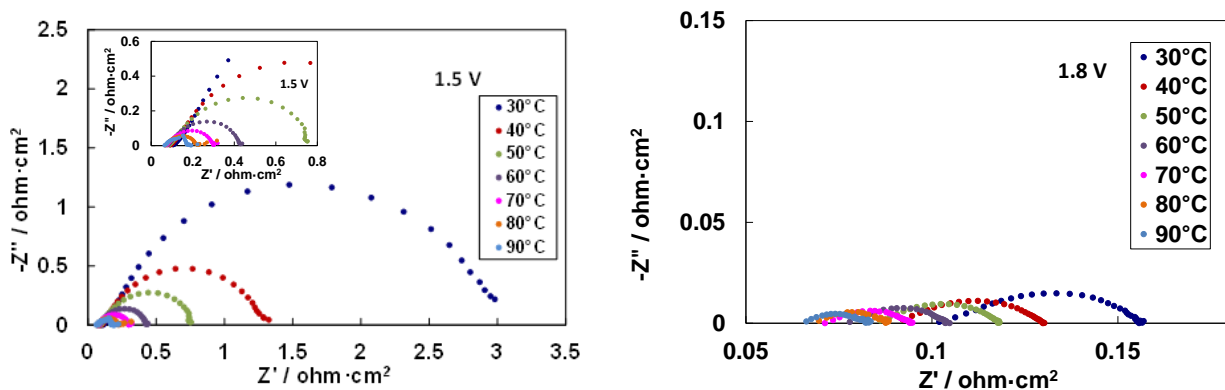 2.5
2
1.5
1
0.5
0
-Z" / ohm·cm²
0 0.5 1 1.5 2 2.5 3 3.5
Z' / ohm·cm²
1.5 V
30°C
40°C
50°C
60°C
70°C
80°C
90°C
0.6
0.4
0.2
0
-Z" / ohm·cm²
0 0.2 0.4 0.6 0.8
Z' / ohm·cm²
1.5 V
0.15
0.1
0.05
0
-Z" / ohm·cm²
0.05 0.1 0.15
Z' / ohm·cm²
1.8 V
30°C
40°C
50°C
60°C
70°C
80°C
90°C